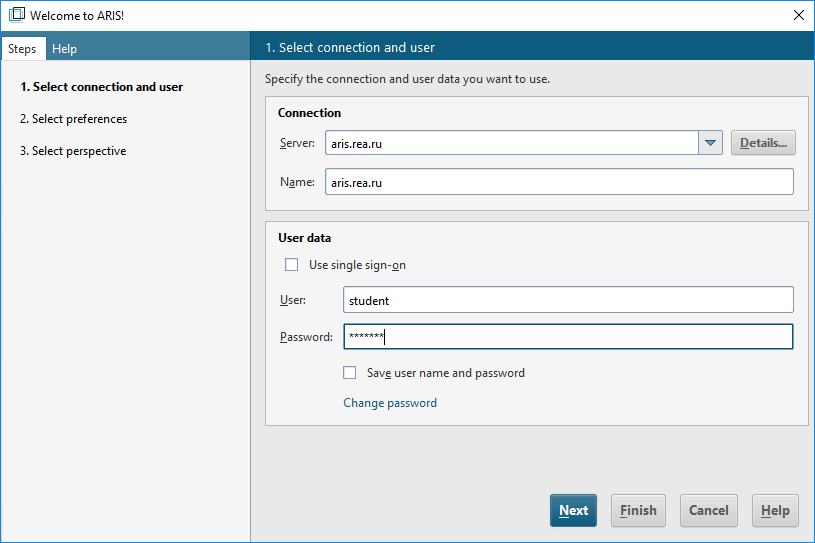 Welcome to ARIS!
Steps Help
1. Select connection and user
2. Select preferences
3. Select perspective
1. Select connection and user
Specify the connection and user data you want to use.
Connection
Server: aris.rea.ru Details...
Name: aris.rea.ru
User data
Use single sign-on
User: student
Password: *******
Save user name and password
Change password
Next Finish Cancel Help